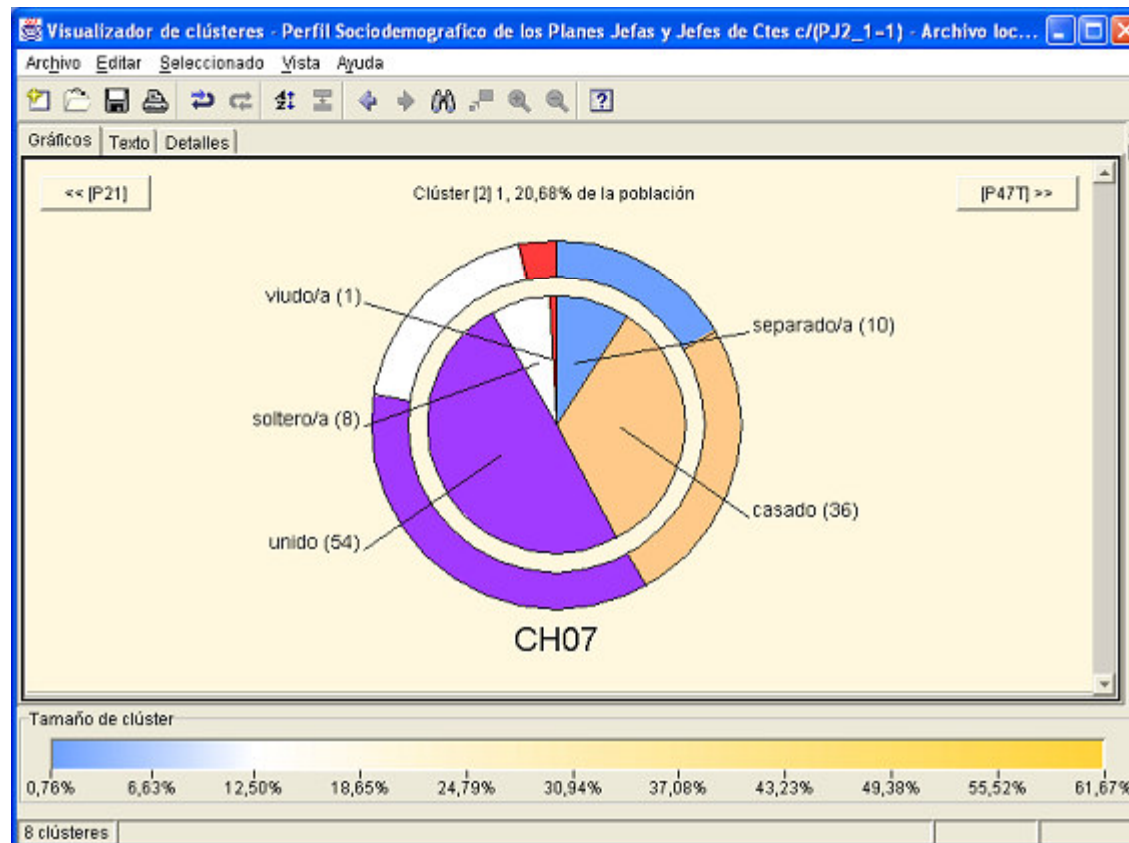 Visualizador de clústeres - Perfil Sociodemografico de los Planes Jefas y Jefes de Ctes c/(PJ2_1=1) - Archivo loc...
Archivo Editar Seleccionado Vista Ayuda
Gráficos Texto Detalles
<< [P21] Clúster [2] 1, 20,68% de la población [P47T] >>
viudo/a (1)
separado/a (10)
soltero/a (8)
casado (36)
unido (54)
CH07
Tamaño de clúster
0,76% 6,63% 12,50% 18,65% 24,79% 30,94% 37,08% 43,23% 49,38% 55,52% 61,67%
8 clústeres